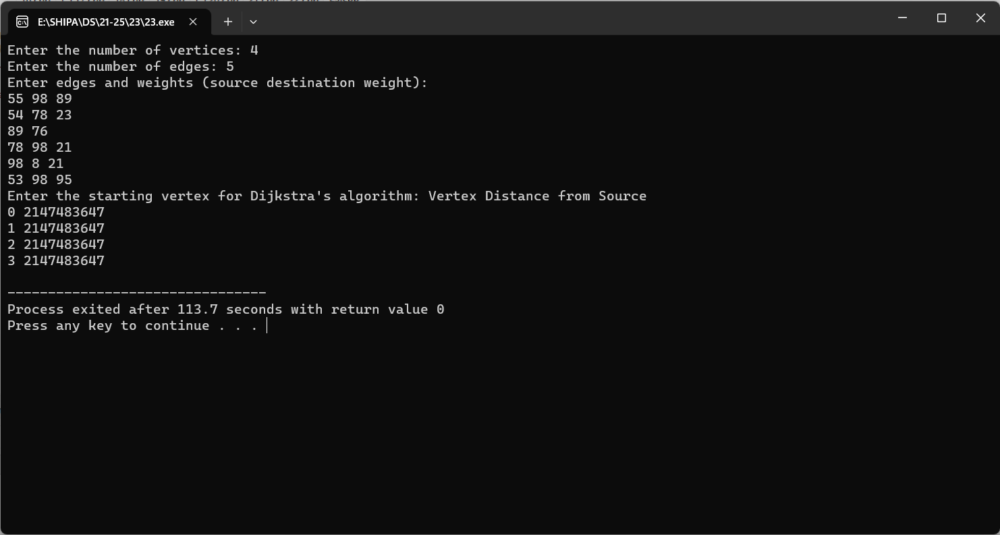 E:\SHIPA\DS\21-25\23\23.exe
Enter the number of vertices: 4
Enter the number of edges: 5
Enter edges and weights (source destination weight):
55 98 89
54 78 23
89 76
78 98 21
98 8 21
53 98 95
Enter the starting vertex for Dijkstra's algorithm: Vertex Distance from Source
0 2147483647
1 2147483647
2 2147483647
3 2147483647
--------------------------------
Process exited after 113.7 seconds with return value 0
Press any key to continue . . .